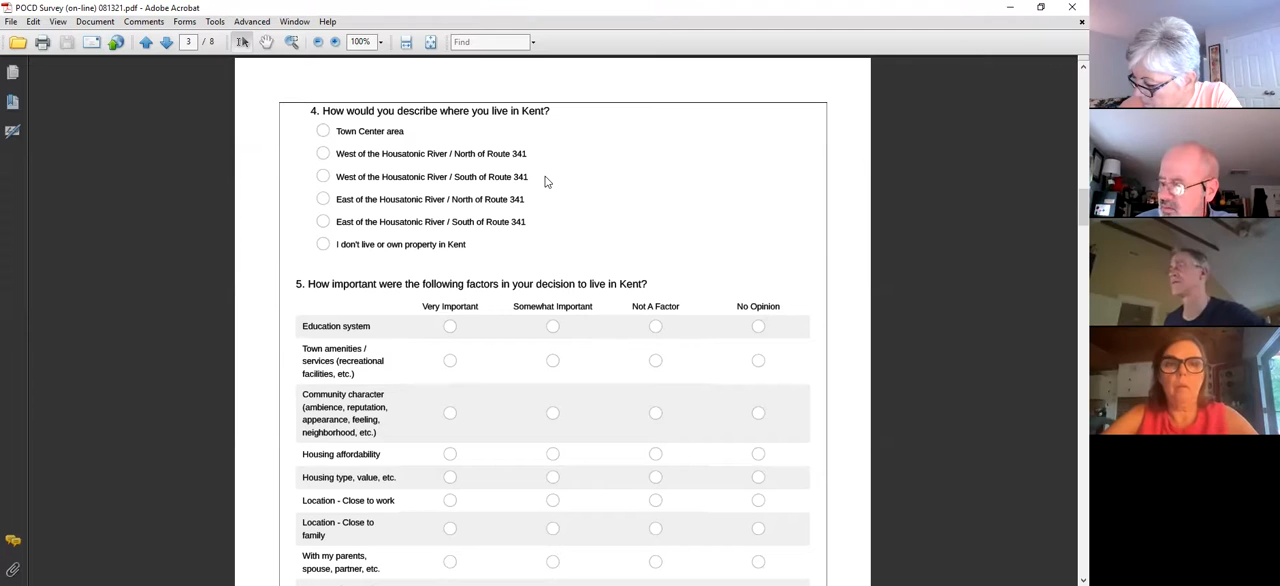 POCD Survey (on-line) 081321.pdf - Adobe Acrobat
File Edit View Document Comments Forms Tools Advanced Window Help
3 / 8 100% Find
4. How would you describe where you live in Kent?
Town Center area
West of the Housatonic River / North of Route 341
West of the Housatonic River / South of Route 341
East of the Housatonic River / North of Route 341
East of the Housatonic River / South of Route 341
I don't live or own property in Kent
5. How important were the following factors in your decision to live in Kent?
Very Important Somewhat Important Not A Factor No Opinion
Education system
Town amenities /
services (recreational
facilities, etc.)
Community character
(ambience, reputation,
appearance, feeling,
neighborhood, etc.)
Housing affordability
Housing type, value, etc.
Location - Close to work
Location - Close to
family
With my parents,
spouse, partner, etc.